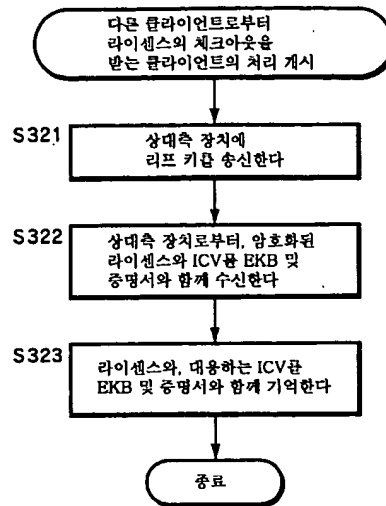 다른 클라이언트로부터
라이센스의 체크아웃을
받는 클라이언트의 처리 개시
S321
상대측 장치에
리프 키를 송신한다
S322
상대측 장치로부터, 암호화된
라이센스와 ICV를 EKB 및
증명서와 함께 수신한다
S323
라이센스와, 대응하는 ICV를
EKB 및 증명서와 함께 기억한다
종료